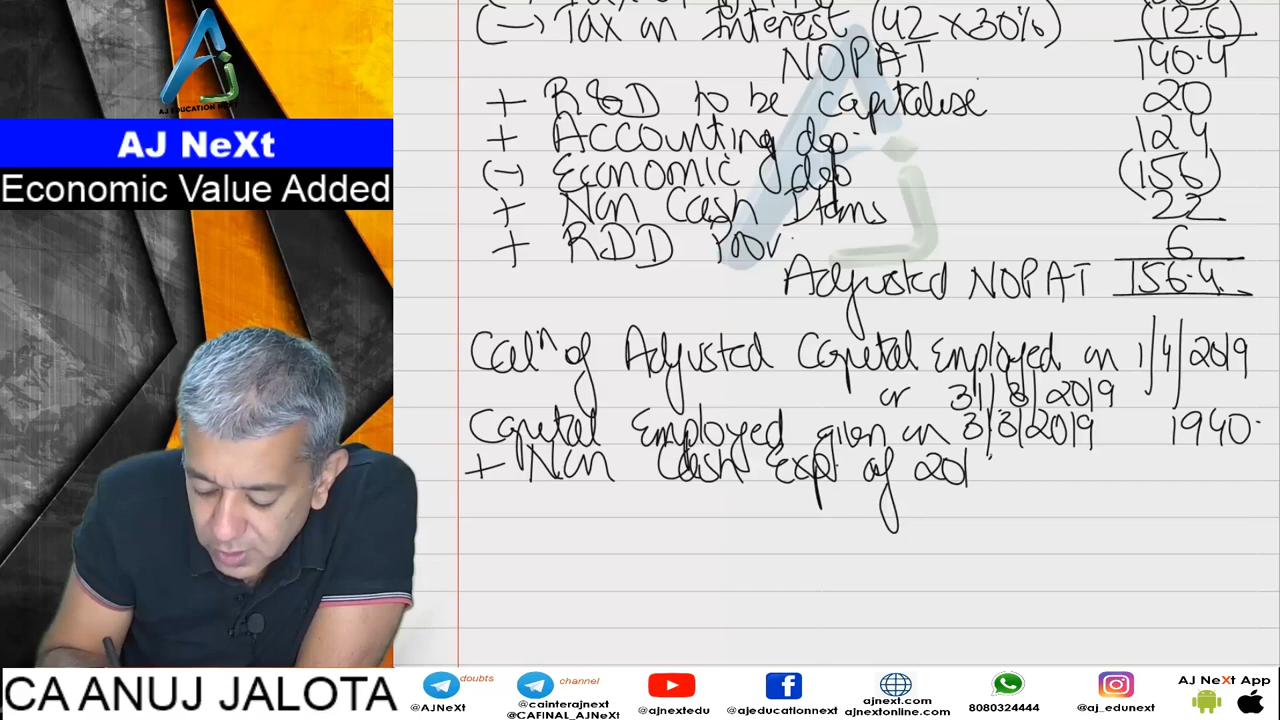 (-) Tax on Interest (42 x 30%) (12.6)
NOPAT 140.4
+ R&D to be capitalise 20
+ Accounting dep. 124
(-) Economic dep (156)
+ Non Cash Items 22
+ RDD Prov. 6
Adjusted NOPAT 156.4
Calⁿ of Adjusted Capital Employed on 1/4/2019
or 31/3/2019
Capital Employed given on 31/3/2019 1940.
+ Non Cash Exp. of 201
AJ EDUCATION NEXT
AJ NeXt
Economic Value Added
CA ANUJ JALOTA
doubts
@AJNeXt
channel
@cainterajnext
@CAFINAL_AJNeXt
@ajnextedu
@ajeducationnext
ajnext.com
ajnextonline.com
8080324444
@aj_edunext
AJ NeXt App